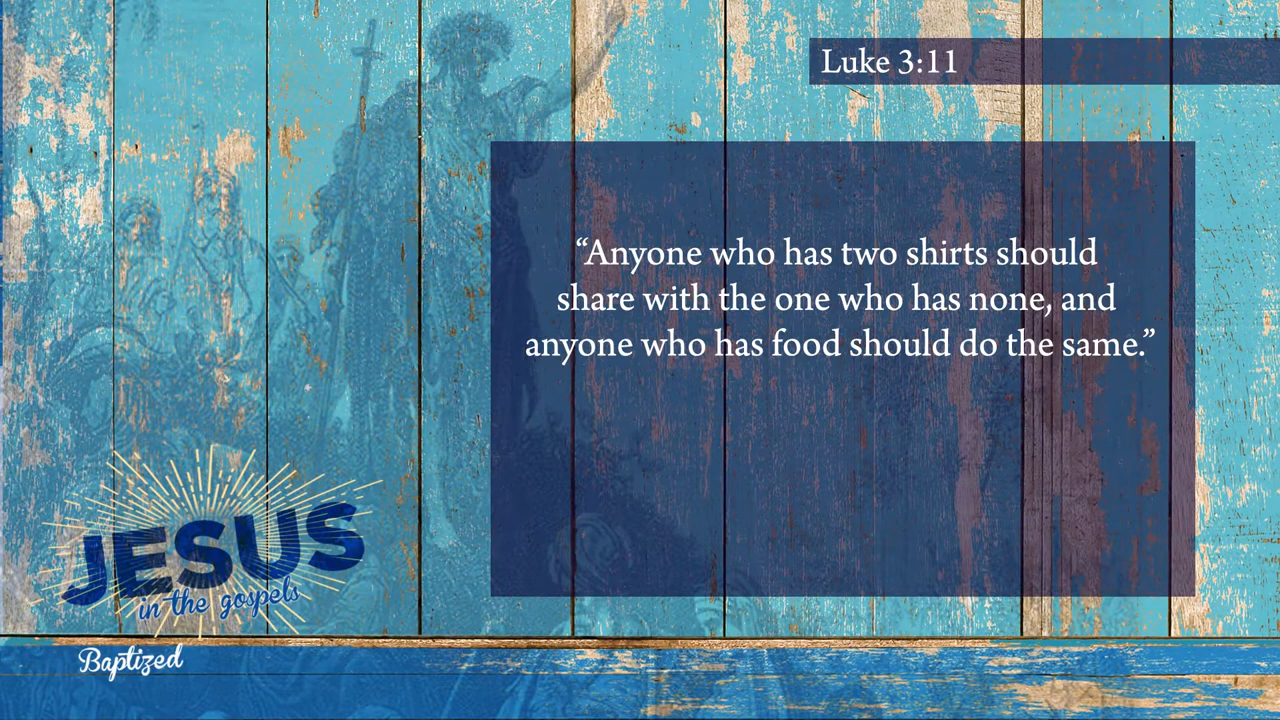 Luke 3:11
“Anyone who has two shirts should
share with the one who has none, and
anyone who has food should do the same.”
JESUS
in the gospels
Baptized